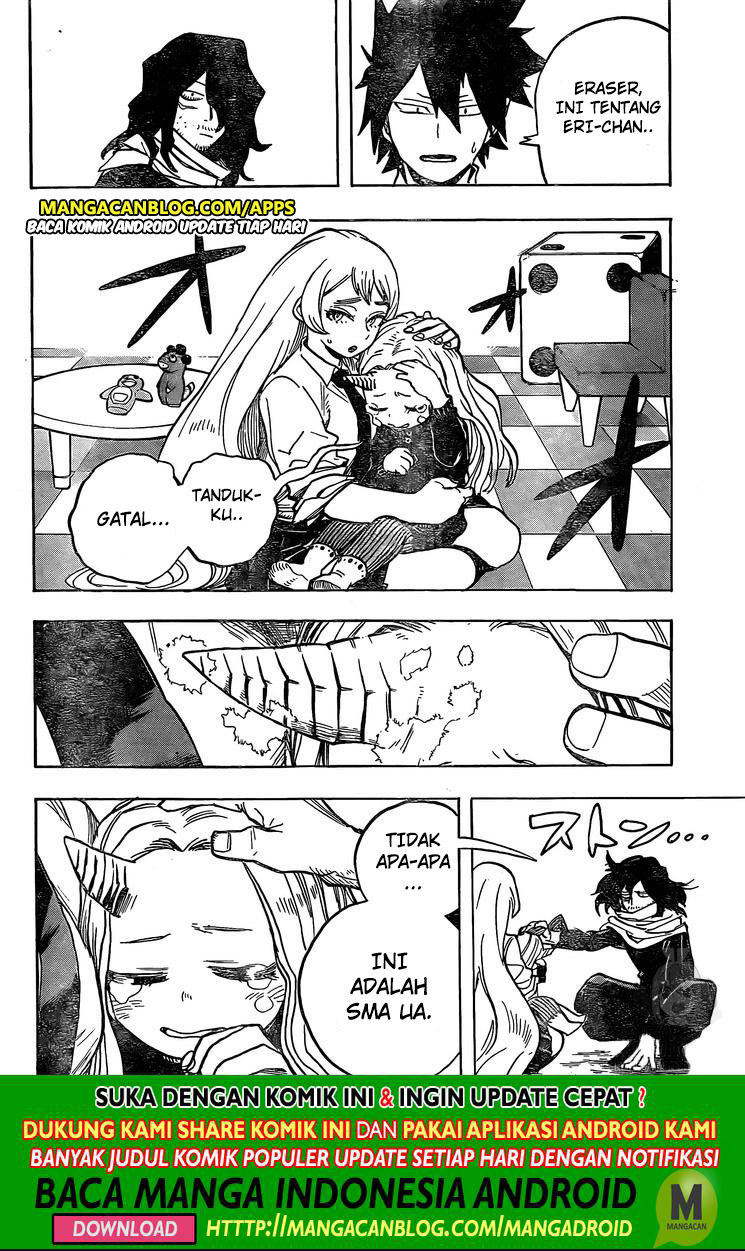 ERASER,
INI TENTANG
ERI-CHAN..
MANGACANBLOG.COM/APPS
BACA KOMIK ANDROID UPDATE TIAP HARI
GATAL...
TANDUK-
KU..
TIDAK
APA-APA
...
INI
ADALAH
SMA UA.
ストン...
SUKA DENGAN KOMIK INI & INGIN UPDATE CEPAT ?
DUKUNG KAMI SHARE KOMIK INI DAN PAKAI APLIKASI ANDROID KAMI
BANYAK JUDUL KOMIK POPULER UPDATE SETIAP HARI DENGAN NOTIFIKASI
BACA MANGA INDONESIA ANDROID
DOWNLOAD
HTTTP://MANGACANBLOG.COM/MANGADROID
M
MANGACAN